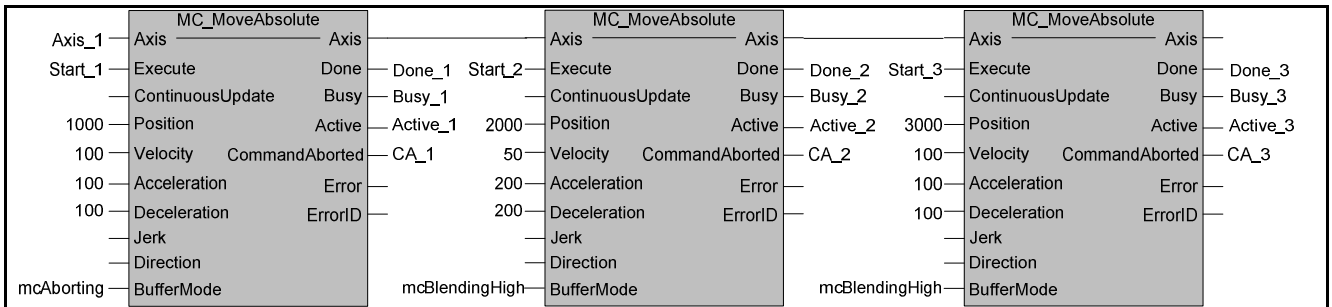 MC_MoveAbsolute MC_MoveAbsolute MC_MoveAbsolute
Axis_1 Axis Axis Axis Axis Axis Axis
Start_1 Execute Done Done_1 Start_2 Execute Done Done_2 Start_3 Execute Done Done_3
ContinuousUpdate Busy Busy_1 ContinuousUpdate Busy Busy_2 ContinuousUpdate Busy Busy_3
1000 Position Active Active_1 2000 Position Active Active_2 3000 Position Active Active_3
100 Velocity CommandAborted CA_1 50 Velocity CommandAborted CA_2 100 Velocity CommandAborted CA_3
100 Acceleration Error 200 Acceleration Error 100 Acceleration Error
100 Deceleration ErrorID 200 Deceleration ErrorID 100 Deceleration ErrorID
Jerk Jerk Jerk
Direction Direction Direction
mcAborting BufferMode mcBlendingHigh BufferMode mcBlendingHigh BufferMode